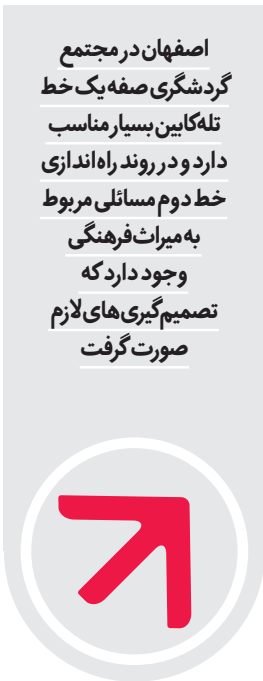 اصفهان در مجتمع
گردشگری صفه یک خط
تله‌کابین بسیار مناسب
دارد و در روند راه‌اندازی
خط دوم مسائلی مربوط
به میراث‌فرهنگی
وجود دارد که
تصمیم‌گیری‌های لازم
صورت گرفت